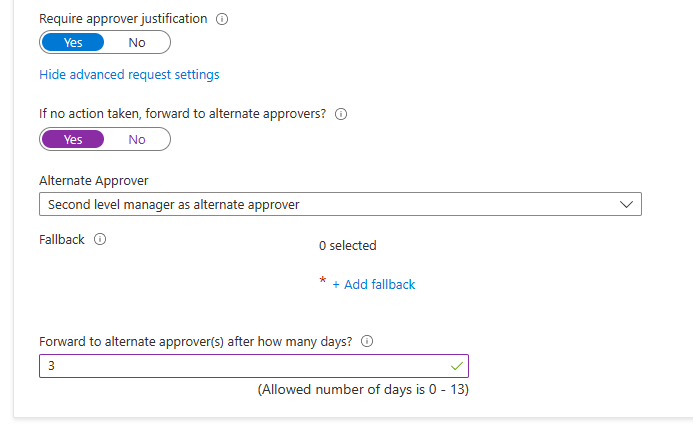 Require approver justification
Yes No
Hide advanced request settings
If no action taken, forward to alternate approvers?
Yes No
Alternate Approver
Second level manager as alternate approver
Fallback
0 selected
* + Add fallback
Forward to alternate approver(s) after how many days?
3
(Allowed number of days is 0 - 13)